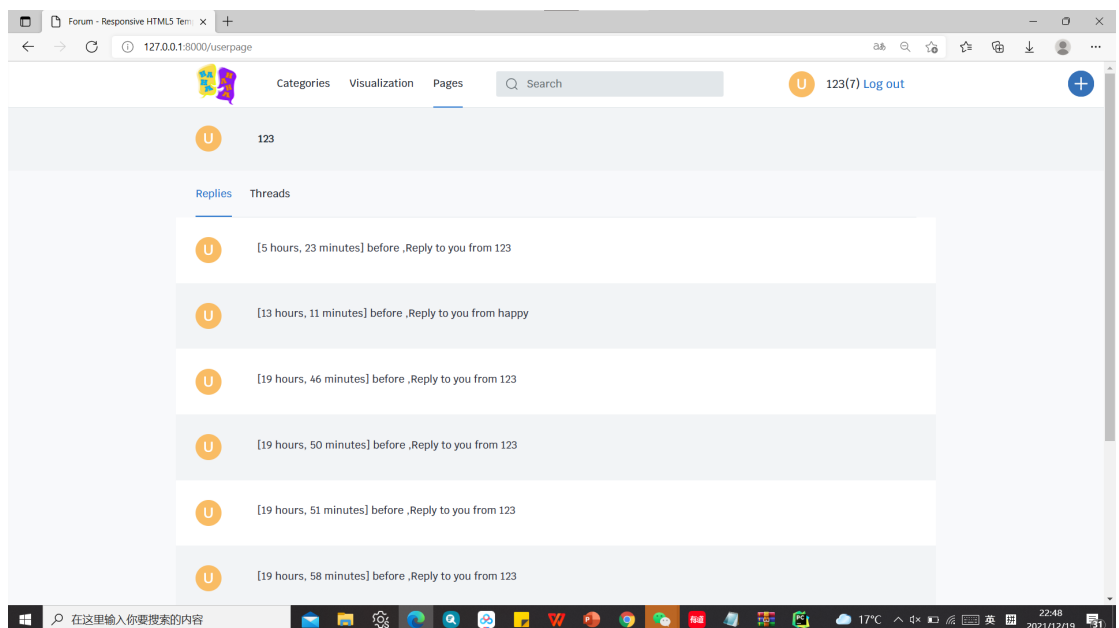 Forum - Responsive HTML5 Tem
127.0.0.1:8000/userpage
Categories Visualization Pages Search U 123(7) Log out
U 123
Replies Threads
U [5 hours, 23 minutes] before ,Reply to you from 123
U [13 hours, 11 minutes] before ,Reply to you from happy
U [19 hours, 46 minutes] before ,Reply to you from 123
U [19 hours, 50 minutes] before ,Reply to you from 123
U [19 hours, 51 minutes] before ,Reply to you from 123
U [19 hours, 58 minutes] before ,Reply to you from 123
在这里输入你要搜索的内容 17°C 英 22:48
2021/12/19 31